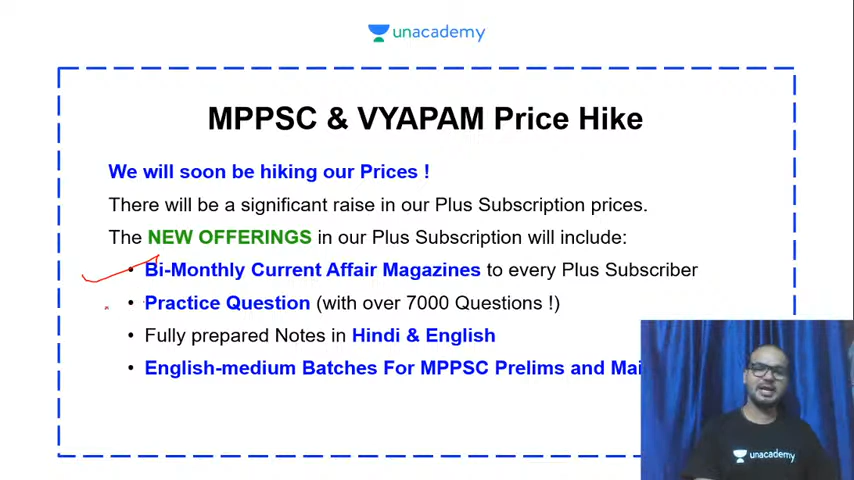 unacademy
MPPSC & VYAPAM Price Hike
We will soon be hiking our Prices !
There will be a significant raise in our Plus Subscription prices.
The NEW OFFERINGS in our Plus Subscription will include:
• Bi-Monthly Current Affair Magazines to every Plus Subscriber
• Practice Question (with over 7000 Questions !)
• Fully prepared Notes in Hindi & English
• English-medium Batches For MPPSC Prelims and Mai
unacademy